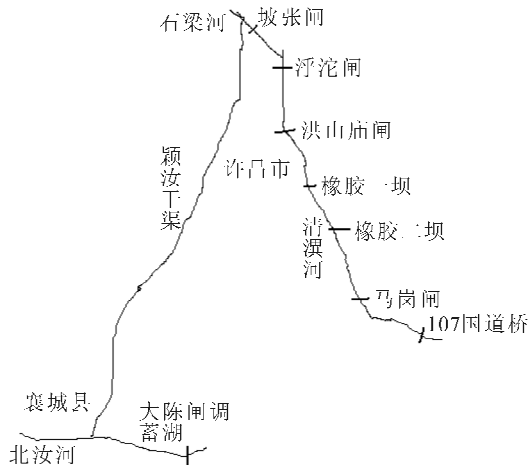 石梁河
坡张闸
浮沱闸
洪山庙闸
颍汝干渠
许昌市
橡胶一坝
清潩河
橡胶二坝
马岗闸
107国道桥
襄城县
大陈闸调
蓄湖
北汝河